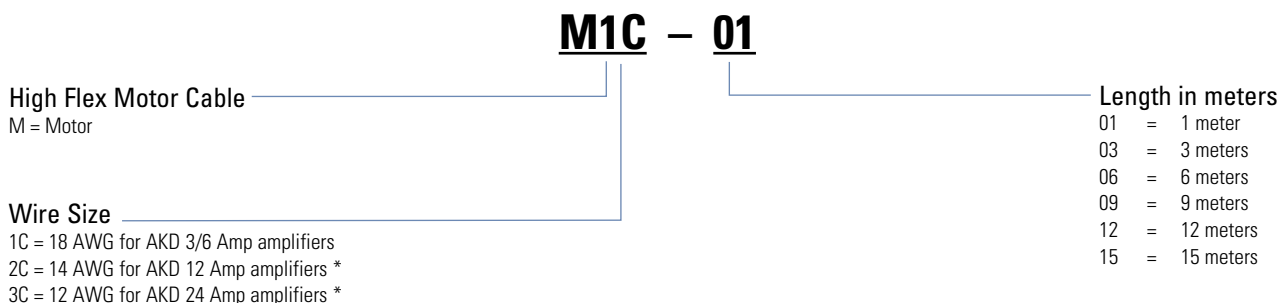 M1C – 01
High Flex Motor Cable
M = Motor
Wire Size
1C = 18 AWG for AKD 3/6 Amp amplifiers
2C = 14 AWG for AKD 12 Amp amplifiers *
3C = 12 AWG for AKD 24 Amp amplifiers *
Length in meters
01 = 1 meter
03 = 3 meters
06 = 6 meters
09 = 9 meters
12 = 12 meters
15 = 15 meters